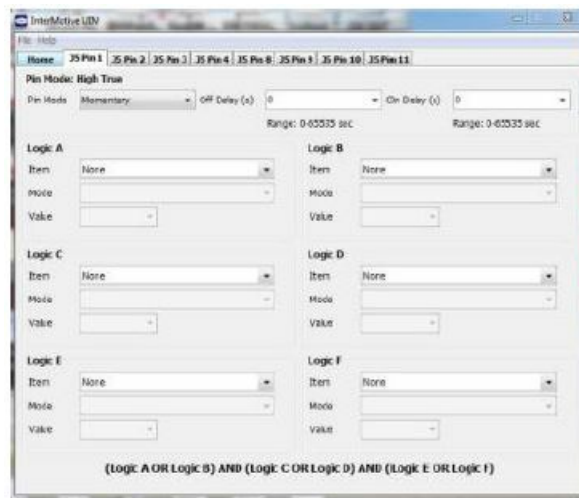 InterMotive UIM
File Help
Home J5 Pin 1 J5 Pin 2 J5 Pin 3 J5 Pin 4 J5 Pin 8 J5 Pin 9 J5 Pin 10 J5 Pin 11
Pin Mode: High True
Pin Mode Momentary Off Delay (s) 0 On Delay (s) 0
Range: 0-65535 sec Range: 0-65535 sec
Logic A Logic B
Item None Item None
Mode Mode
Value Value
Logic C Logic D
Item None Item None
Mode Mode
Value Value
Logic E Logic F
Item None Item None
Mode Mode
Value Value
(Logic A OR Logic B) AND (Logic C OR Logic D) AND (Logic E OR Logic F)